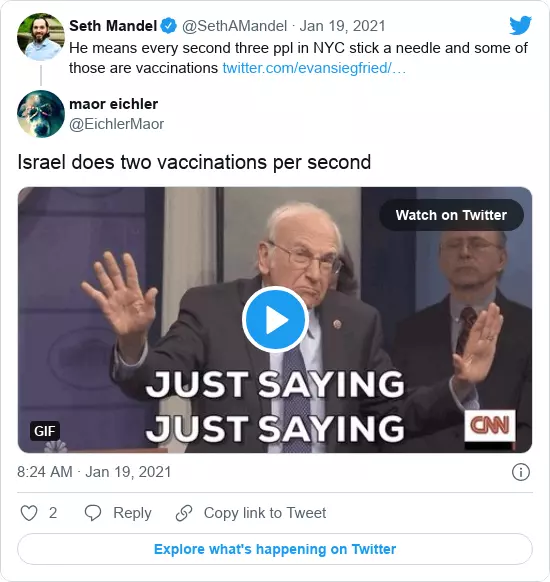 Seth Mandel @SethAMandel · Jan 19, 2021
He means every second three ppl in NYC stick a needle and some of
those are vaccinations twitter.com/evansiegfried/…
maor eichler
@EichlerMaor
Israel does two vaccinations per second
Watch on Twitter
JUST SAYING
JUST SAYING
GIF
CNN
8:24 AM · Jan 19, 2021
2 Reply Copy link to Tweet
Explore what's happening on Twitter